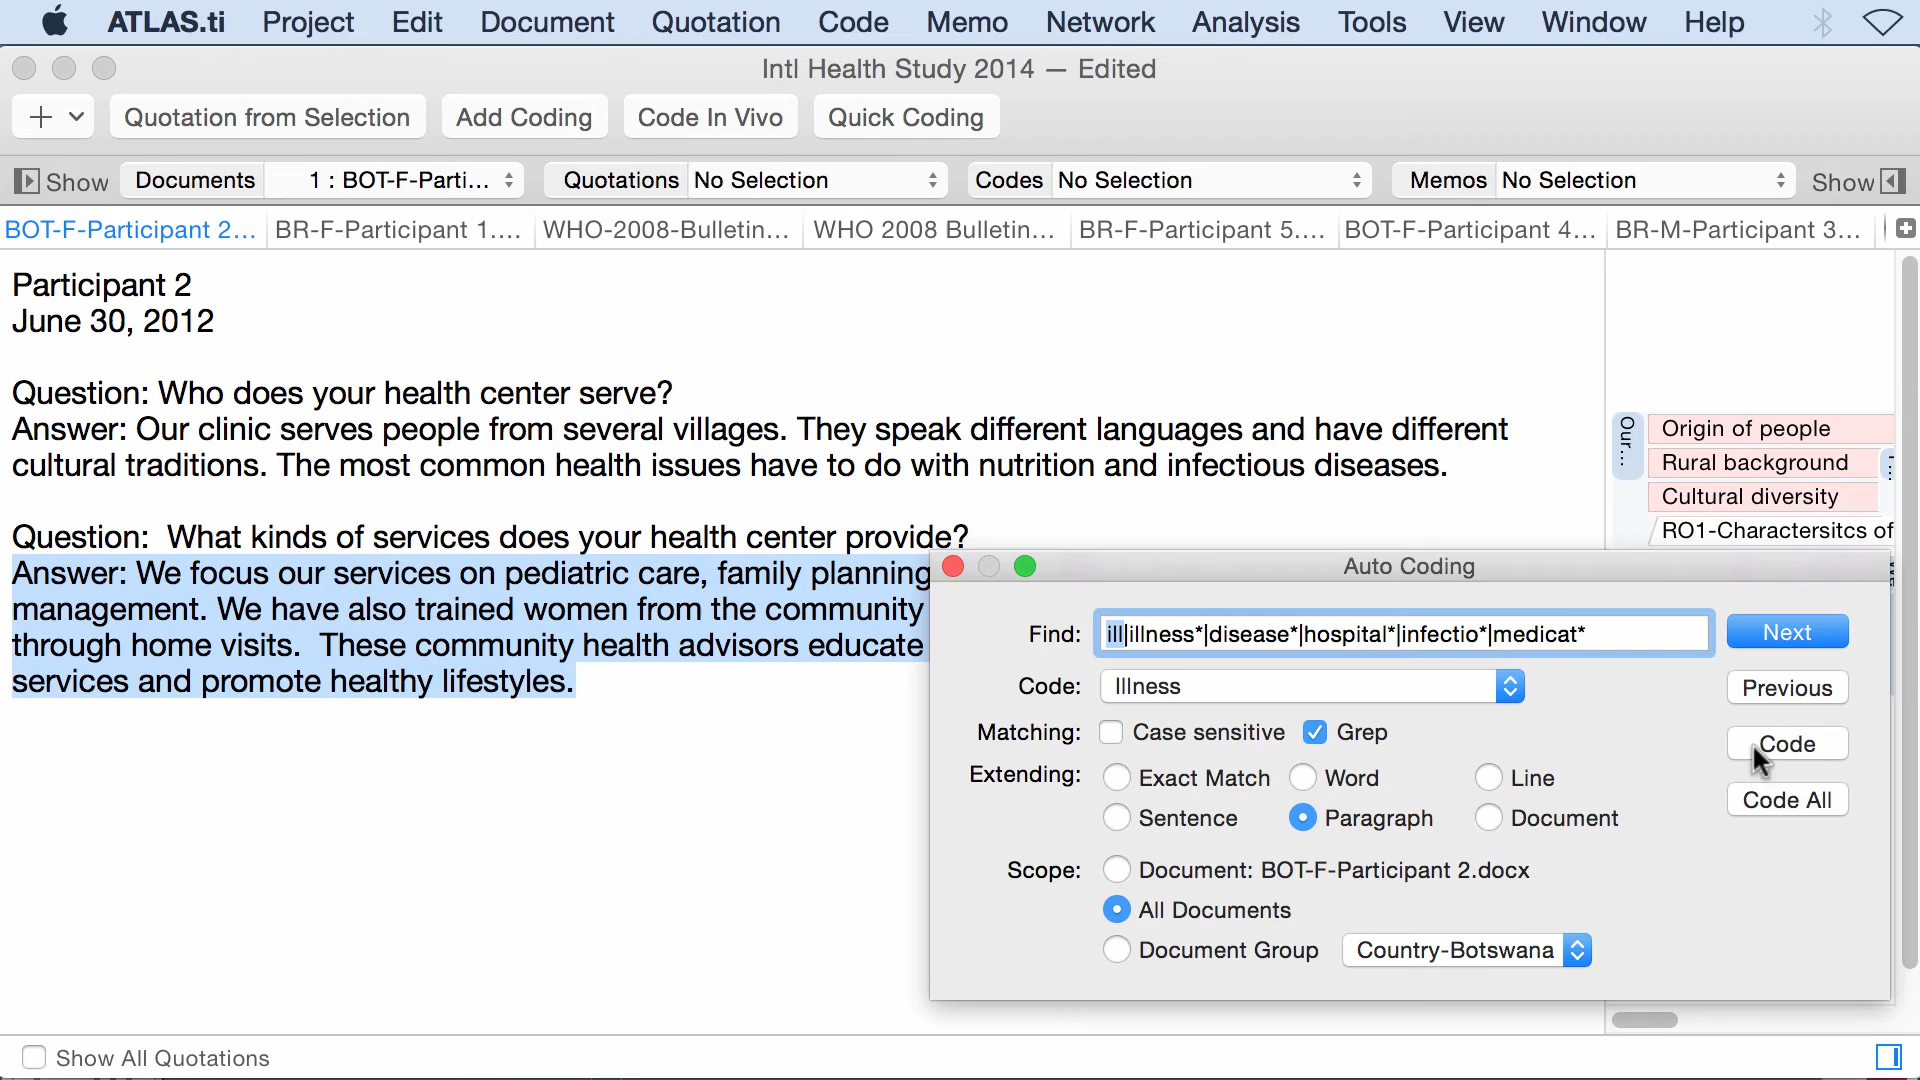 ATLAS.ti Project Edit Document Quotation Code Memo Network Analysis Tools View Window Help
Intl Health Study 2014 — Edited
Quotation from Selection Add Coding Code In Vivo Quick Coding
Show Documents 1 : BOT-F-Parti... Quotations No Selection Codes No Selection Memos No Selection Show
BOT-F-Participant 2... BR-F-Participant 1.... WHO-2008-Bulletin... WHO 2008 Bulletin... BR-F-Participant 5.... BOT-F-Participant 4... BR-M-Participant 3...
Participant 2
June 30, 2012
Question: Who does your health center serve?
Answer: Our clinic serves people from several villages. They speak different languages and have different
cultural traditions. The most common health issues have to do with nutrition and infectious diseases.
Question:  What kinds of services does your health center provide?
Answer: We focus our services on pediatric care, family planning
management. We have also trained women from the community
through home visits.  These community health advisors educate
services and promote healthy lifestyles.
Our...
Origin of people
Rural background
Cultural diversity
RO1-Charactersitcs of
Auto Coding
Find: ill|illness*|disease*|hospital*|infectio*|medicat* Next
Code: Illness Previous
Matching: Case sensitive Grep Code
Extending: Exact Match Word Line
Code All
Sentence Paragraph Document
Scope: Document: BOT-F-Participant 2.docx
All Documents
Document Group Country-Botswana
Show All Quotations